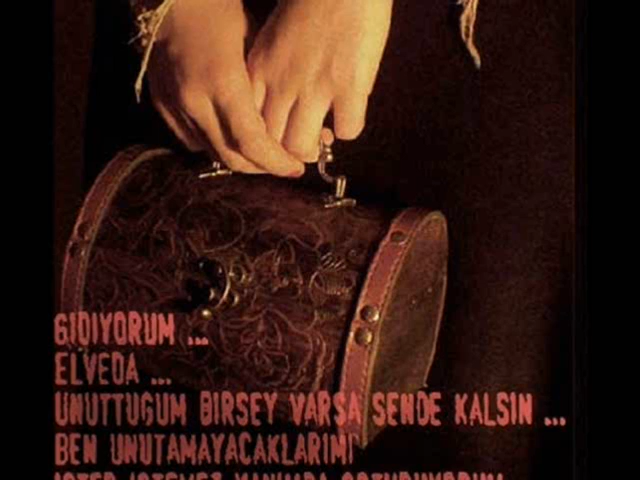 GIDIYORUM ...
ELVEDA ...
UNUTTUGUM BIRSEY VARSA SENDE KALSIN ...
BEN UNUTAMAYACAKLARIMI